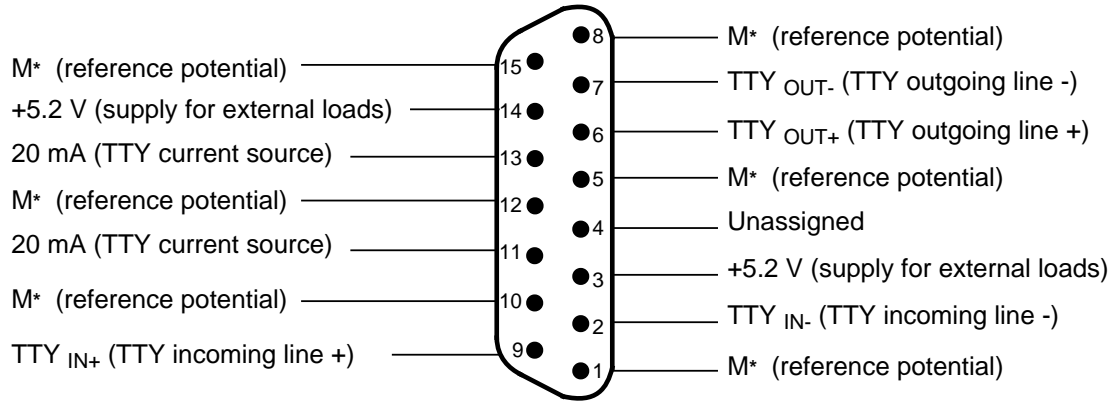 M* (reference potential)
+5.2 V (supply for external loads)
20 mA (TTY current source)
M* (reference potential)
20 mA (TTY current source)
M* (reference potential)
TTY IN+ (TTY incoming line +)
15
14
13
12
11
10
9
8
7
6
5
4
3
2
1
M* (reference potential)
TTY OUT- (TTY outgoing line -)
TTY OUT+ (TTY outgoing line +)
M* (reference potential)
Unassigned
+5.2 V (supply for external loads)
TTY IN- (TTY incoming line -)
M* (reference potential)